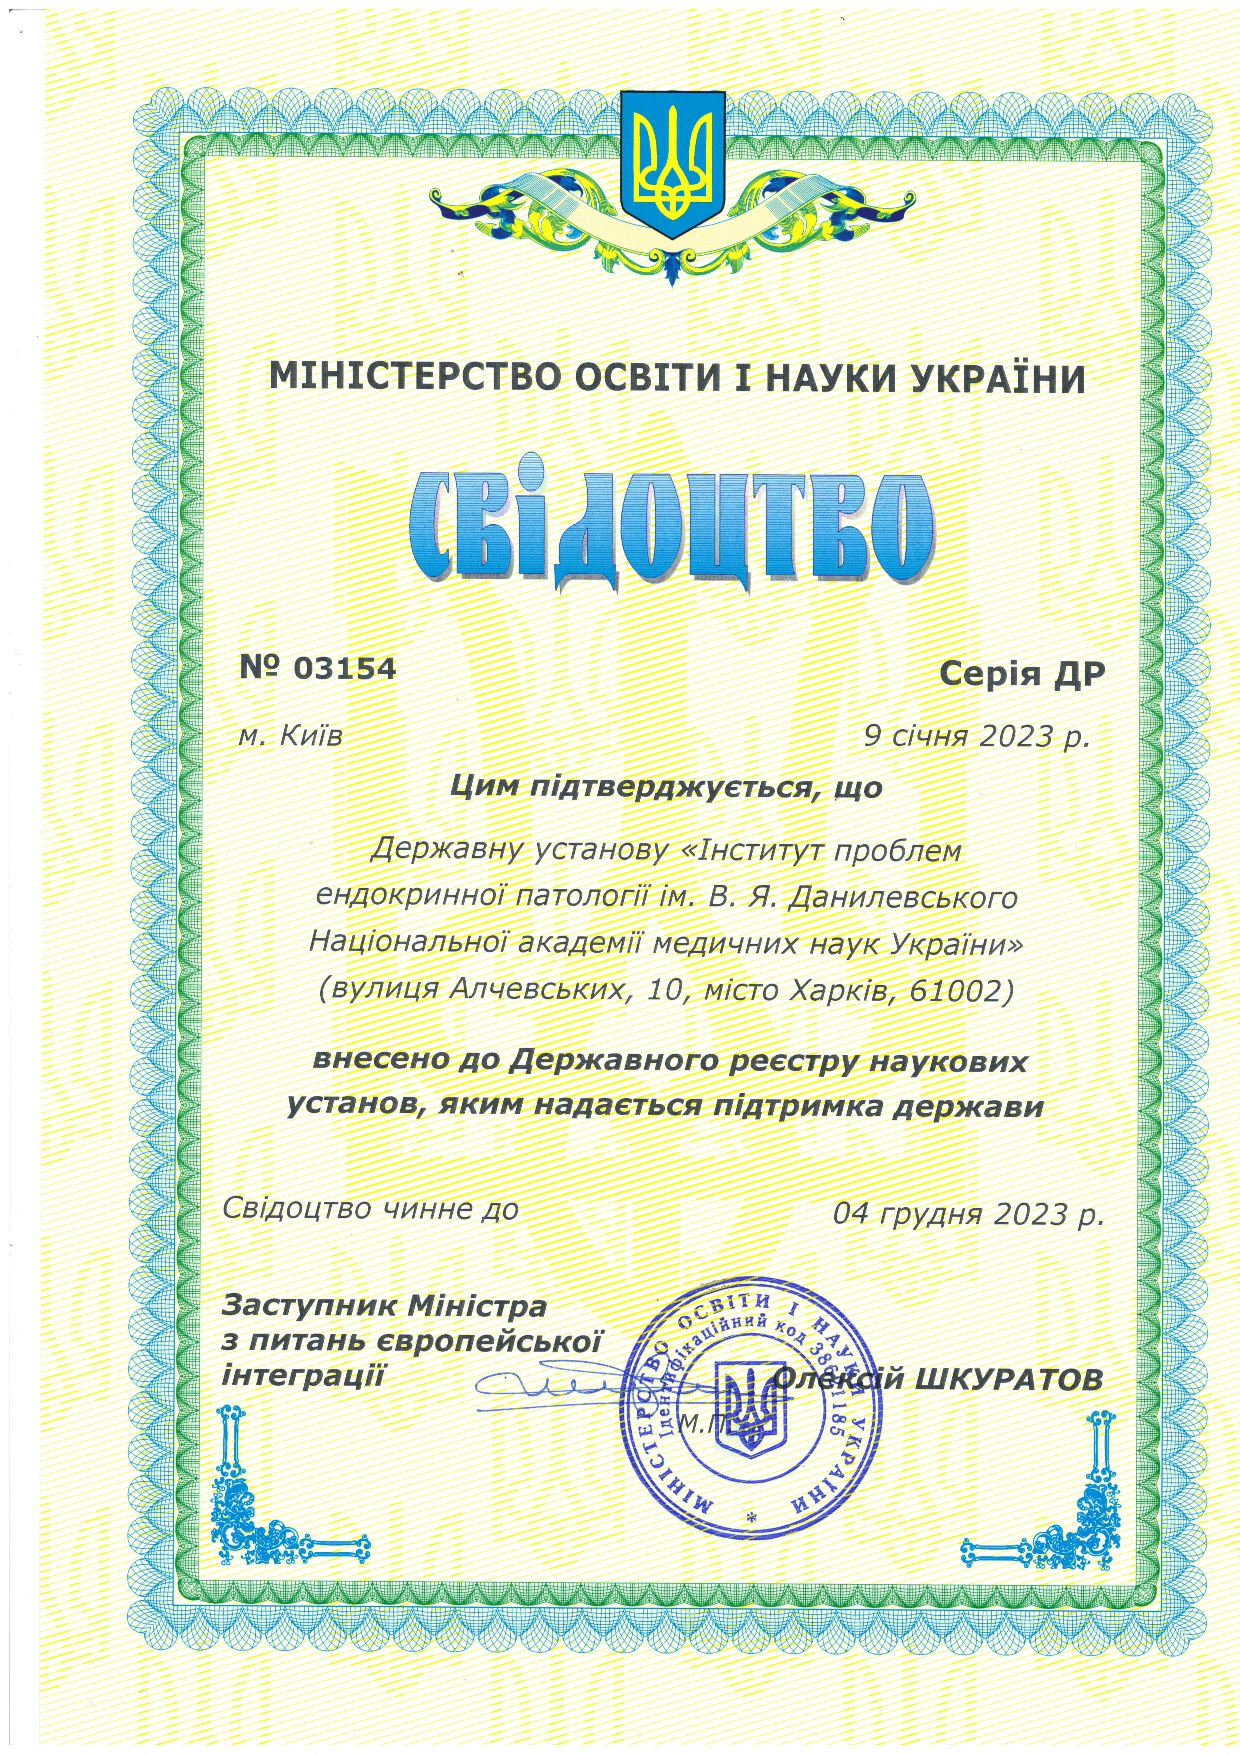 МІНІСТЕРСТВО ОСВІТИ І НАУКИ УКРАЇНИ
СВІДОЦТВО
№ 03154 Серія ДР
м. Київ 9 січня 2023 р.
Цим підтверджується, що
Державну установу «Інститут проблем
ендокринної патології ім. В. Я. Данилевського
Національної академії медичних наук України»
(вулиця Алчевських, 10, місто Харків, 61002)
внесено до Державного реєстру наукових
установ, яким надається підтримка держави
Свідоцтво чинне до 04 грудня 2023 р.
Заступник Міністра
з питань європейської
інтеграції Олексій ШКУРАТОВ
М.П.
МІНІСТЕРСТВО ОСВІТИ І НАУКИ УКРАЇНИ *
Ідентифікаційний код